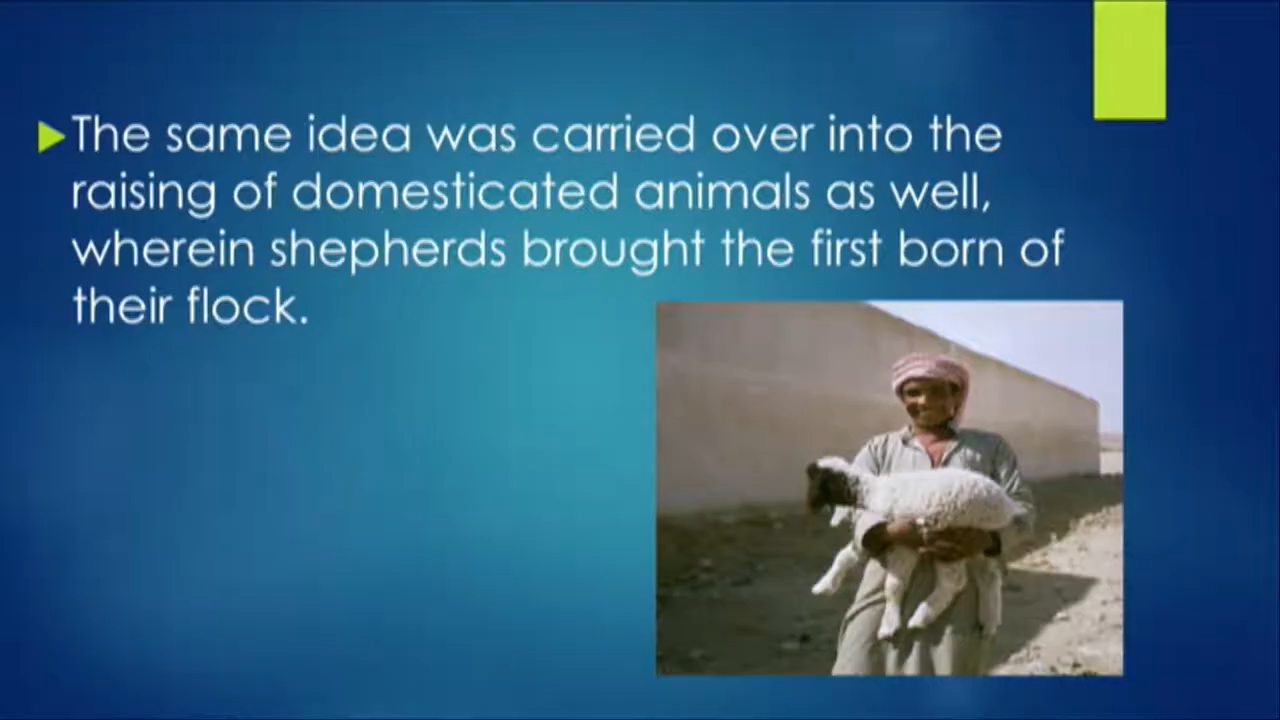 The same idea was carried over into the
raising of domesticated animals as well,
wherein shepherds brought the first born of
their flock.